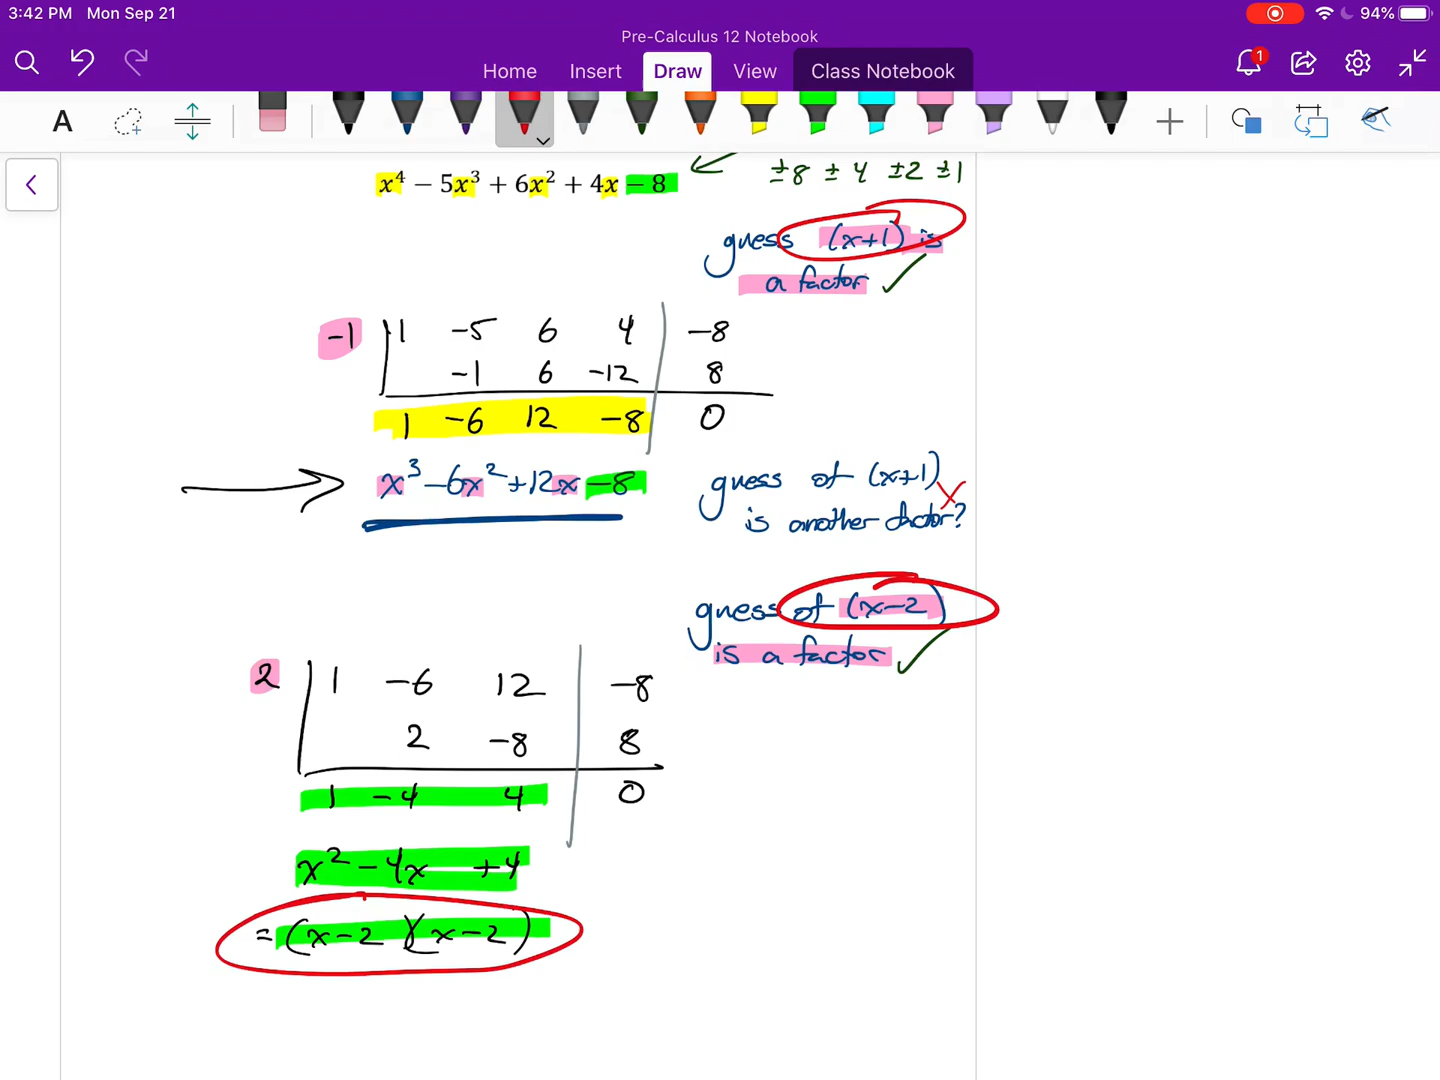 3:42 PM Mon Sep 21
94%
Pre-Calculus 12 Notebook
1
Home Insert Draw View Class Notebook
A
x⁴ − 5x³ + 6x² + 4x − 8
±8 ±4 ±2 ±1
guess (x+1) is
a factor ✓
-1 | 1 -5 6 4 | -8
-1 6 -12 | 8
1 -6 12 -8 | 0
x³ -6x² +12x -8
guess of (x+1) ✗
is another factor?
guess of (x-2)
is a factor ✓
2 | 1 -6 12 | -8
2 -8 | 8
1 -4 4 | 0
x² -4x +4
= (x-2)(x-2)